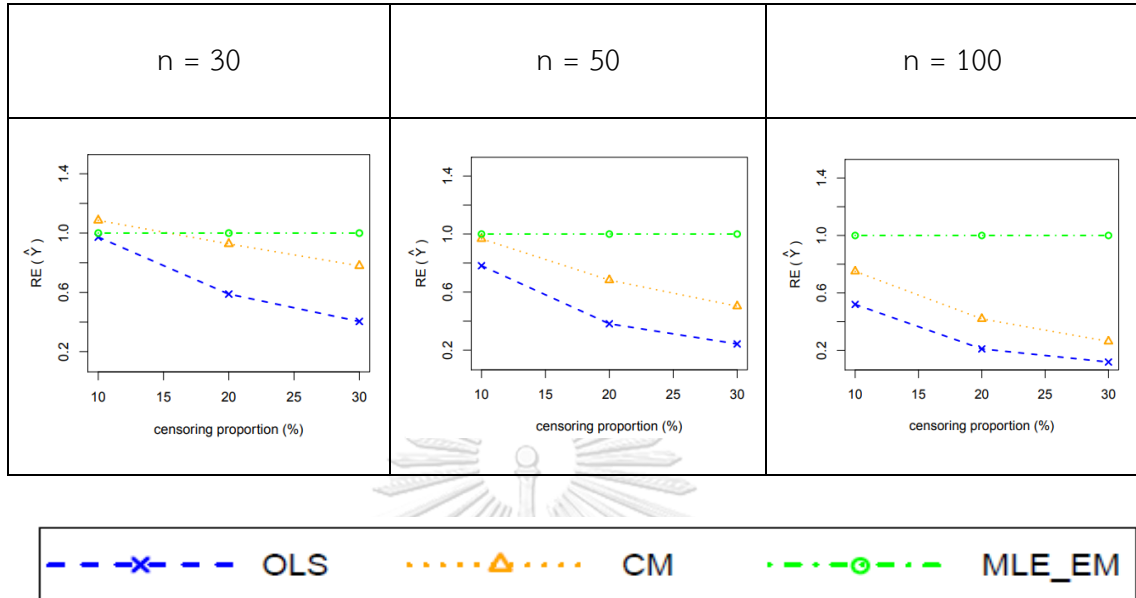 n = 30
n = 50
n = 100
RE ( Ŷ )
1.4
1.0
0.6
0.2
10 15 20 25 30
censoring proportion (%)
RE ( Ŷ )
1.4
1.0
0.6
0.2
10 15 20 25 30
censoring proportion (%)
RE ( Ŷ )
1.4
1.0
0.6
0.2
10 15 20 25 30
censoring proportion (%)
OLS CM MLE_EM